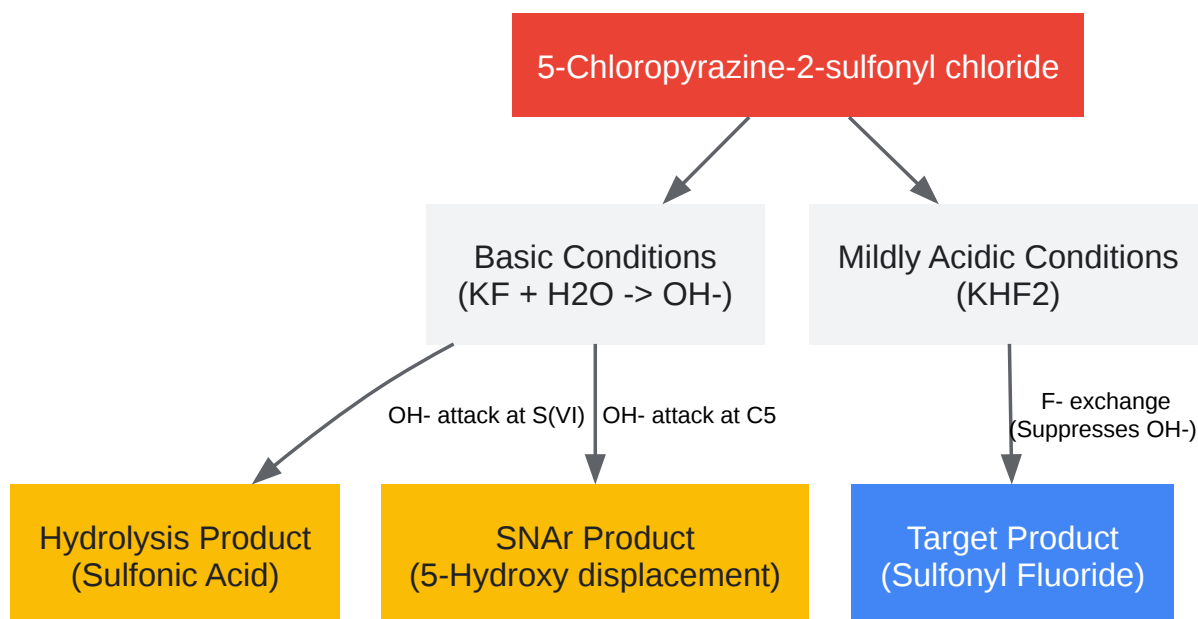 5-Chloropyrazine-2-sulfonyl chloride
Basic Conditions
(KF + H2O -> OH-)
Mildly Acidic Conditions
(KHF2)
OH- attack at S(VI)
OH- attack at C5
F- exchange
(Suppresses OH-)
Hydrolysis Product
(Sulfonic Acid)
SNAr Product
(5-Hydroxy displacement)
Target Product
(Sulfonyl Fluoride)